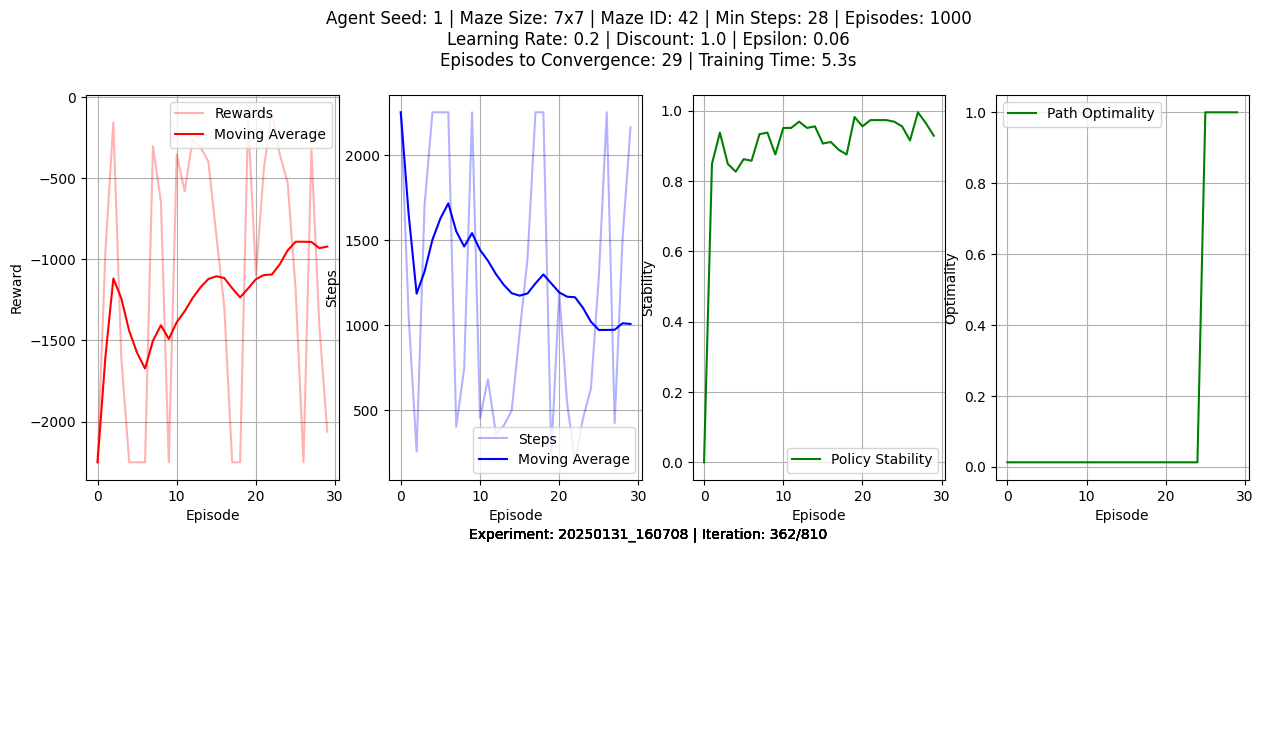 Agent Seed: 1 | Maze Size: 7x7 | Maze ID: 42 | Min Steps: 28 | Episodes: 1000
Learning Rate: 0.2 | Discount: 1.0 | Epsilon: 0.06
Episodes to Convergence: 29 | Training Time: 5.3s
Reward
0
−500
−1000
−1500
−2000
Rewards
Moving Average
0
10
20
30
Episode
Steps
2000
1500
1000
500
Steps
Moving Average
0
10
20
30
Episode
Stability
1.0
0.8
0.6
0.4
0.2
0.0
Policy Stability
0
10
20
30
Episode
Optimality
1.0
0.8
0.6
0.4
0.2
0.0
Path Optimality
0
10
20
30
Episode
Experiment: 20250131_160708 | Iteration: 362/810